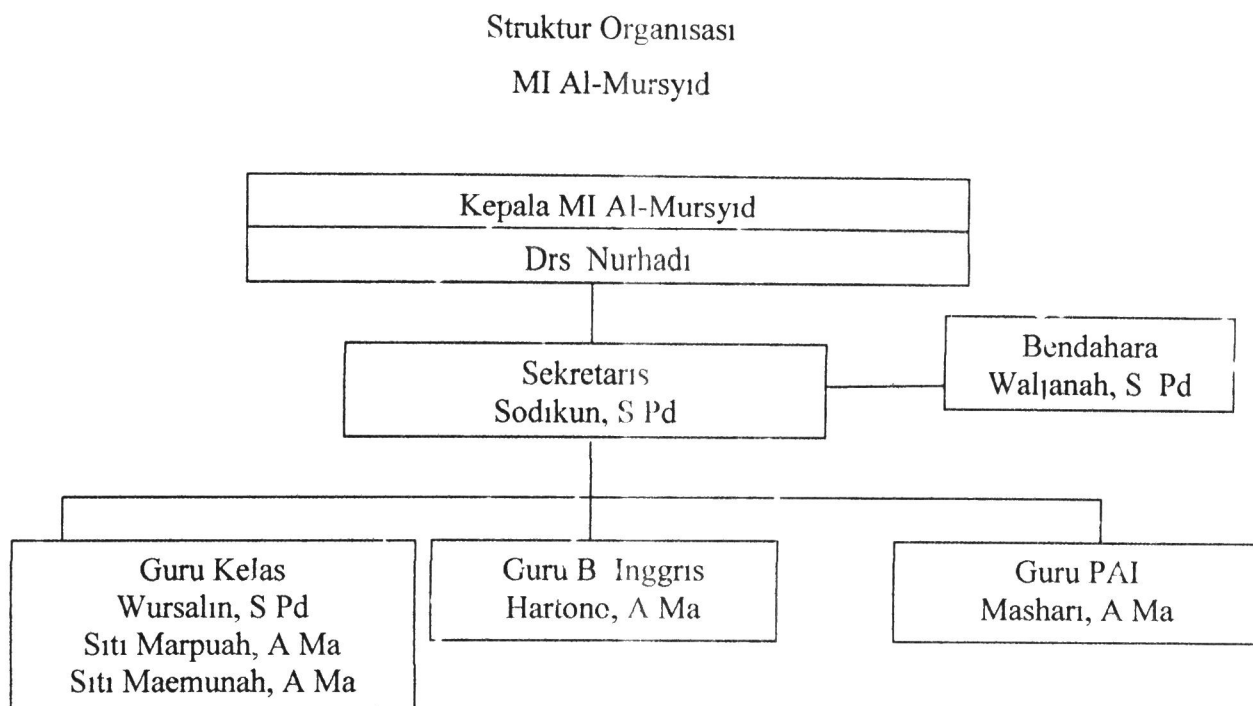 Struktur Organisasi
MI Al-Mursyid
Kepala MI Al-Mursyid
Drs Nurhadi
Sekretaris
Sodikun, S Pd
Bendahara
Waljanah, S Pd
Guru Kelas
Wursalin, S Pd
Siti Marpuah, A Ma
Siti Maemunah, A Ma
Guru B Inggris
Hartono, A Ma
Guru PAI
Mashari, A Ma